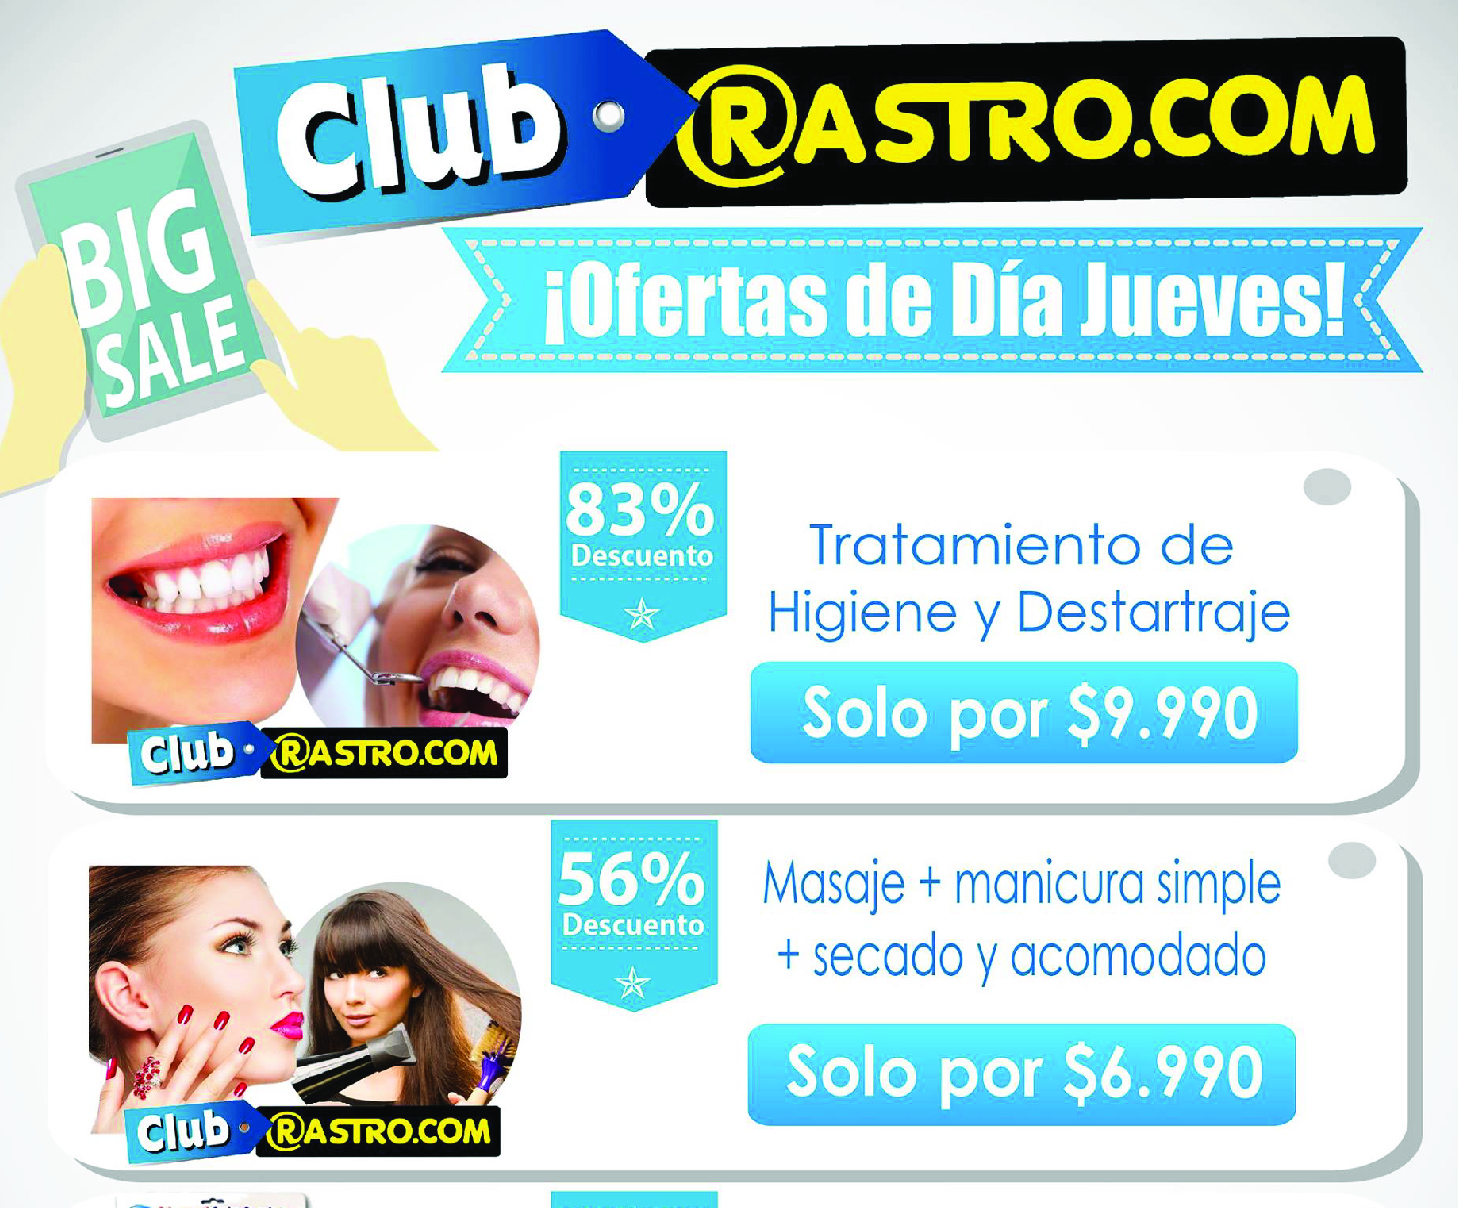 Club RASTRO.COM
BIG
SALE
¡Ofertas de Día Jueves!
83%
Descuento
Tratamiento de
Higiene y Destartraje
Solo por $9.990
Club RASTRO.COM
56%
Descuento
Masaje + manicura simple
+ secado y acomodado
Solo por $6.990
Club RASTRO.COM